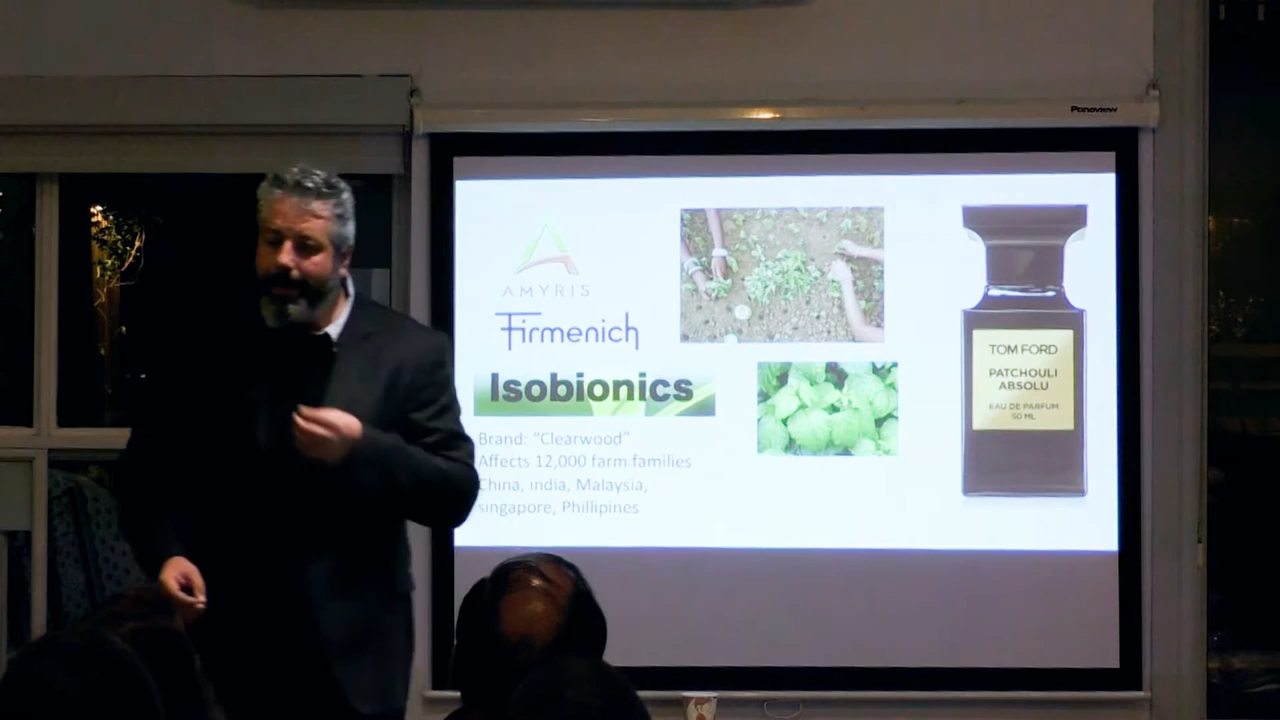 Panoview
AMYRIS
Firmenich
Isobionics
Brand: “Clearwood”
Affects 12,000 farm families
China, india, Malaysia,
singapore, Phillipines
TOM FORD
PATCHOULI
ABSOLU
EAU DE PARFUM
50 ML